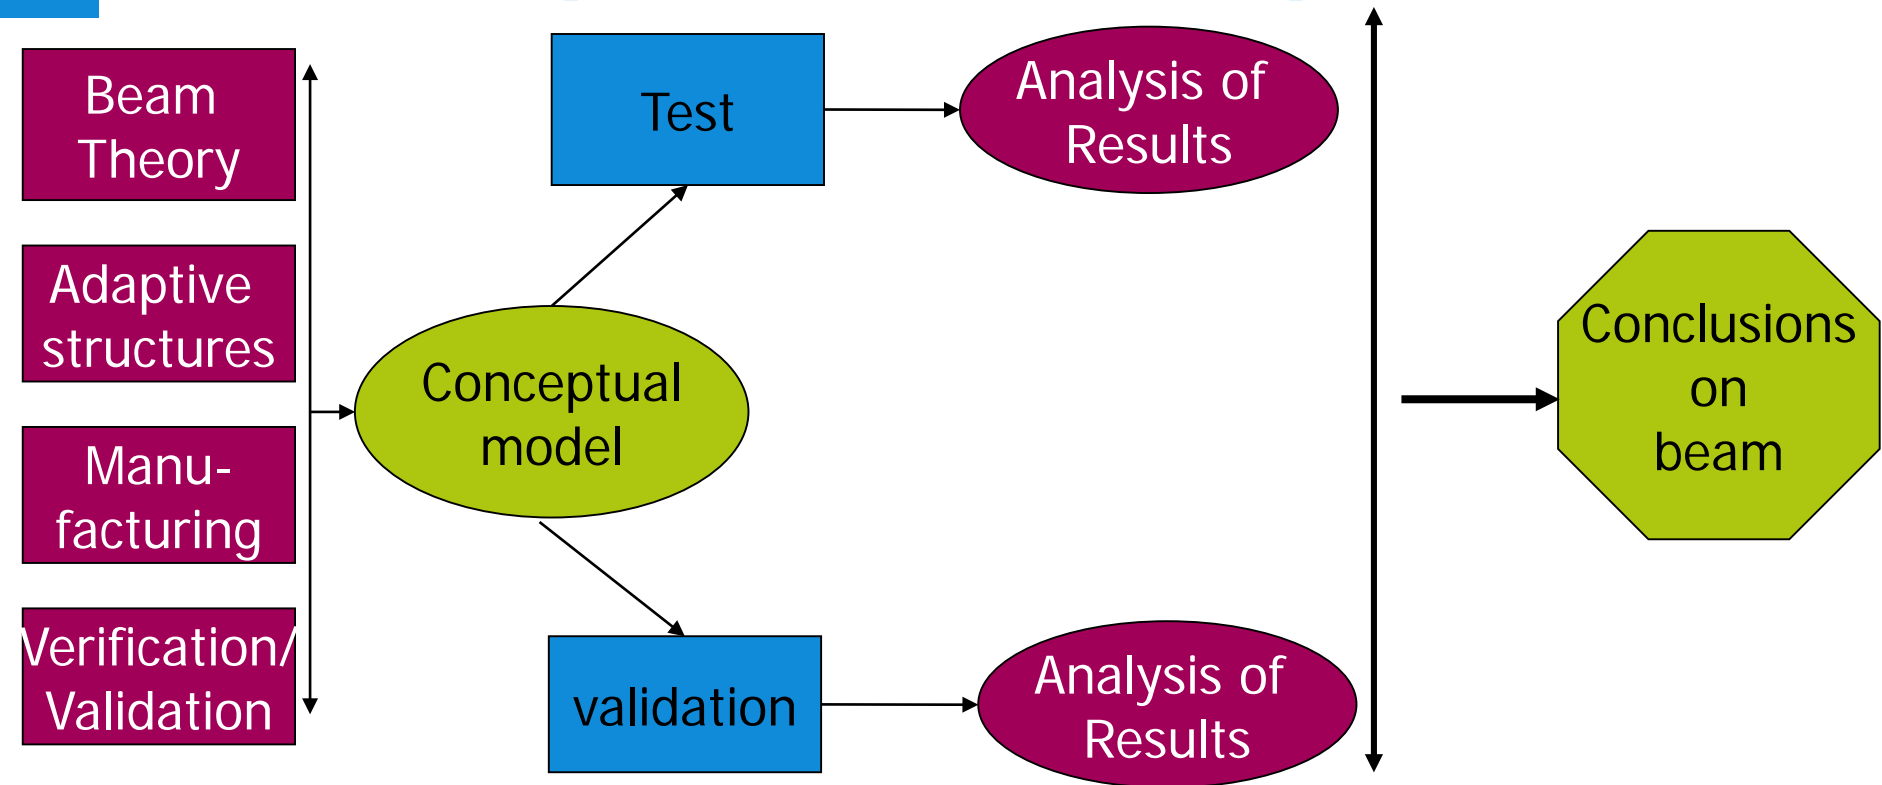 Beam
Theory
Adaptive
structures
Manu-
facturing
Verification/
Validation
Conceptual
model
Test
Analysis of
Results
validation
Analysis of
Results
Conclusions
on
beam